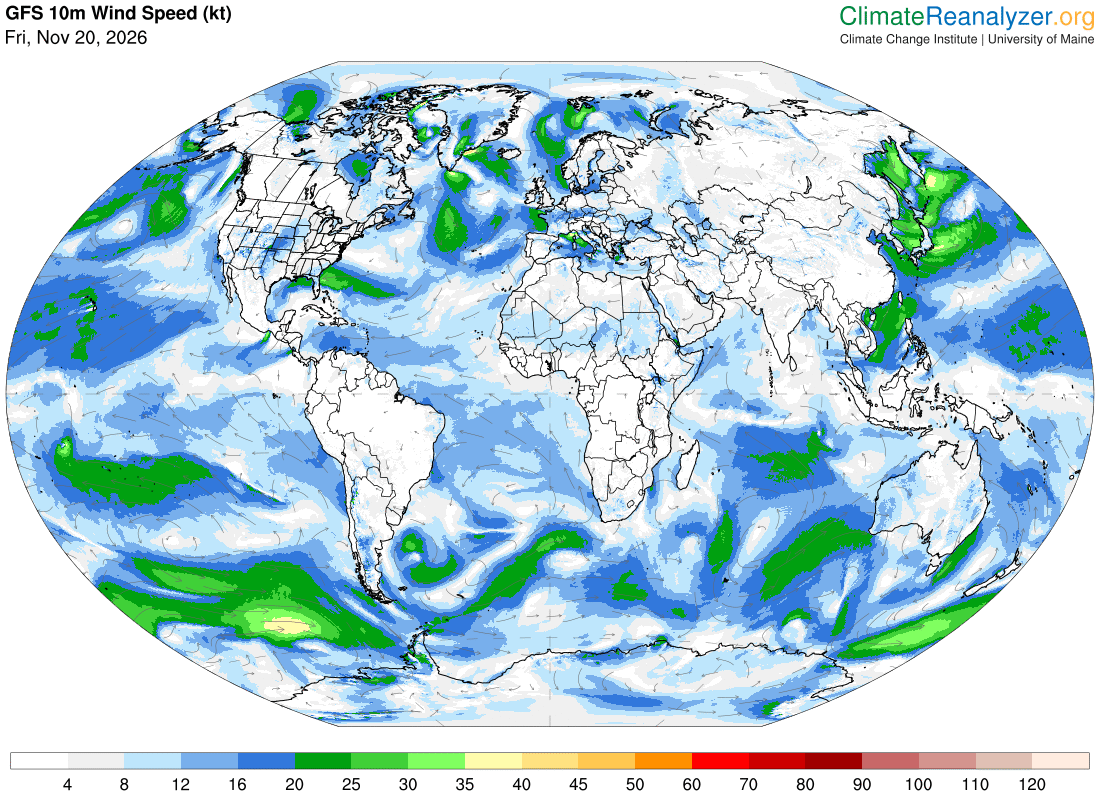 GFS 10m Wind Speed (kt)
Fri, Nov 20, 2026
ClimateReanalyzer.org
Climate Change Institute | University of Maine
4 8 12 16 20 25 30 35 40 45 50 60 70 80 90 100 110 120